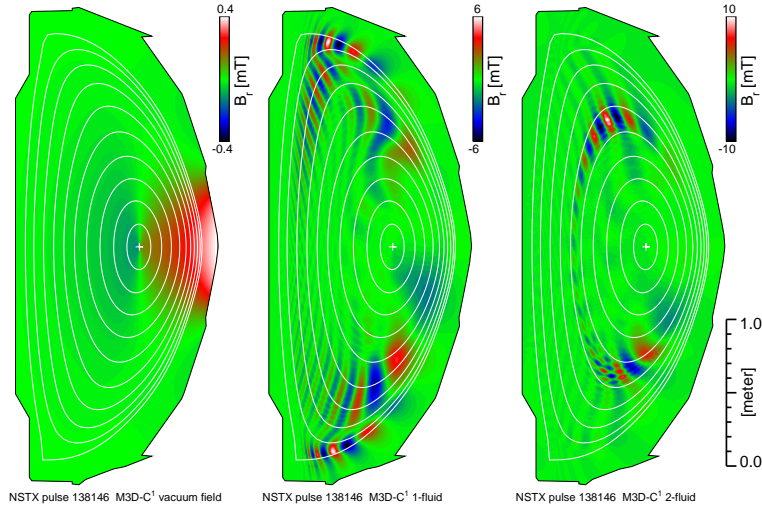 0.4
B_r [mT]
-0.4
6
B_r [mT]
-6
10
B_r [mT]
-10
1.0
[meter]
0.0
NSTX pulse 138146 M3D-C¹ vacuum field
NSTX pulse 138146 M3D-C¹ 1-fluid
NSTX pulse 138146 M3D-C¹ 2-fluid